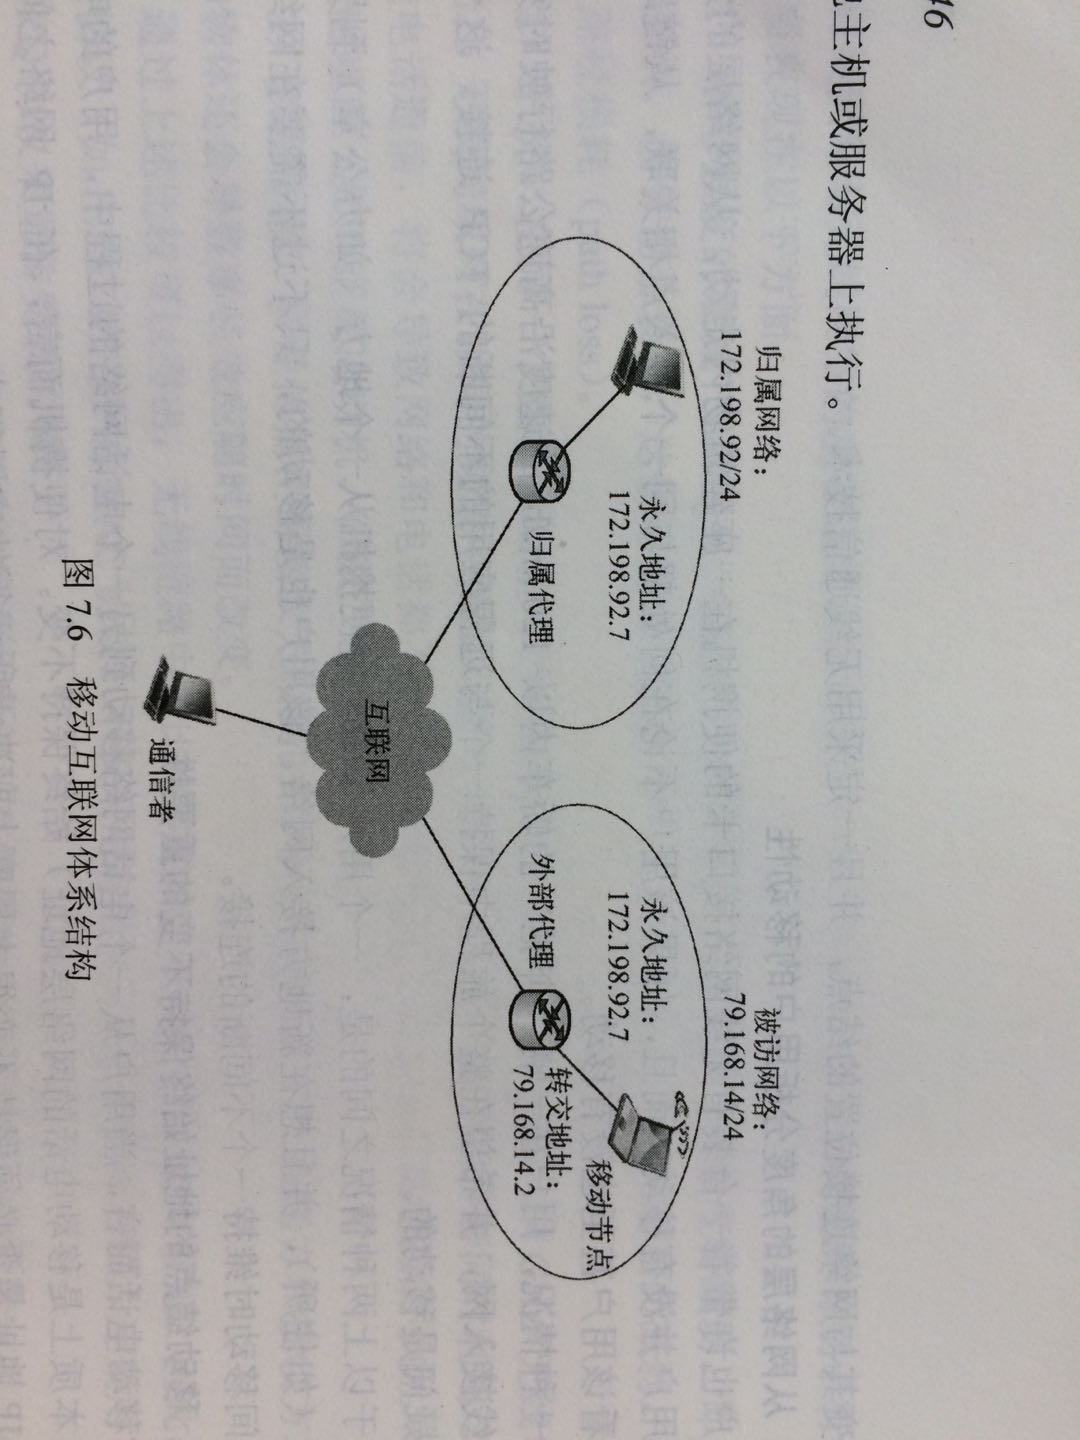 46
主机或服务器上执行。
归属网络：
172.198.92/24
永久地址：
172.198.92.7
归属代理
被访网络：
79.168.14/24
永久地址：
172.198.92.7
外部代理
移动节点
转交地址：
79.168.14.2
互联网
通信者
图 7.6 移动互联网体系结构